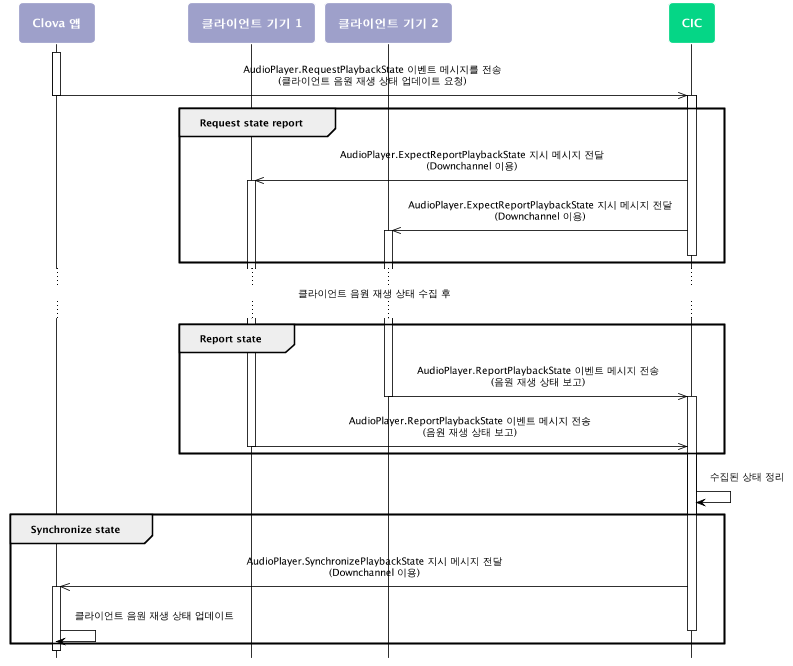 Clova 앱
클라이언트 기기 1
클라이언트 기기 2
CIC
AudioPlayer.RequestPlaybackState 이벤트 메시지를 전송
(클라이언트 음원 재생 상태 업데이트 요청)
Request state report
AudioPlayer.ExpectReportPlaybackState 지시 메시지 전달
(Downchannel 이용)
AudioPlayer.ExpectReportPlaybackState 지시 메시지 전달
(Downchannel 이용)
클라이언트 음원 재생 상태 수집 후
Report state
AudioPlayer.ReportPlaybackState 이벤트 메시지 전송
(음원 재생 상태 보고)
AudioPlayer.ReportPlaybackState 이벤트 메시지 전송
(음원 재생 상태 보고)
수집된 상태 정리
Synchronize state
AudioPlayer.SynchronizePlaybackState 지시 메시지 전달
(Downchannel 이용)
클라이언트 음원 재생 상태 업데이트